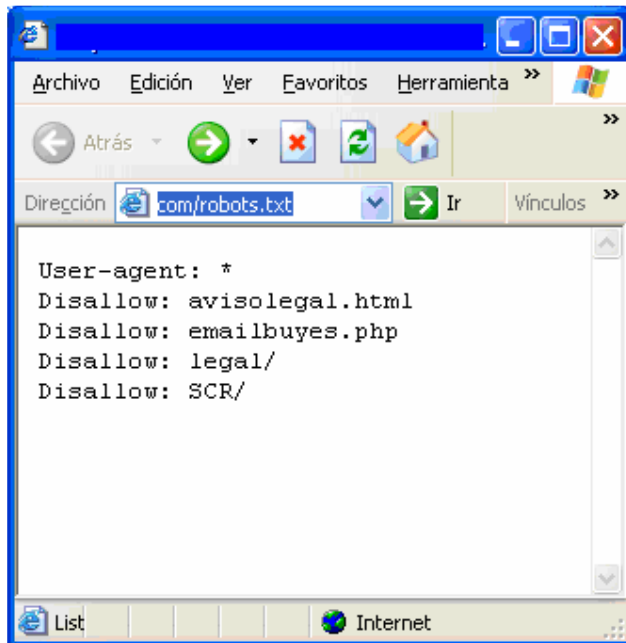 Archivo Edición Ver Favoritos Herramienta »
Atrás »
Dirección com/robots.txt Ir Vínculos »
User-agent: *
Disallow: avisolegal.html
Disallow: emailbuyes.php
Disallow: legal/
Disallow: SCR/
List Internet